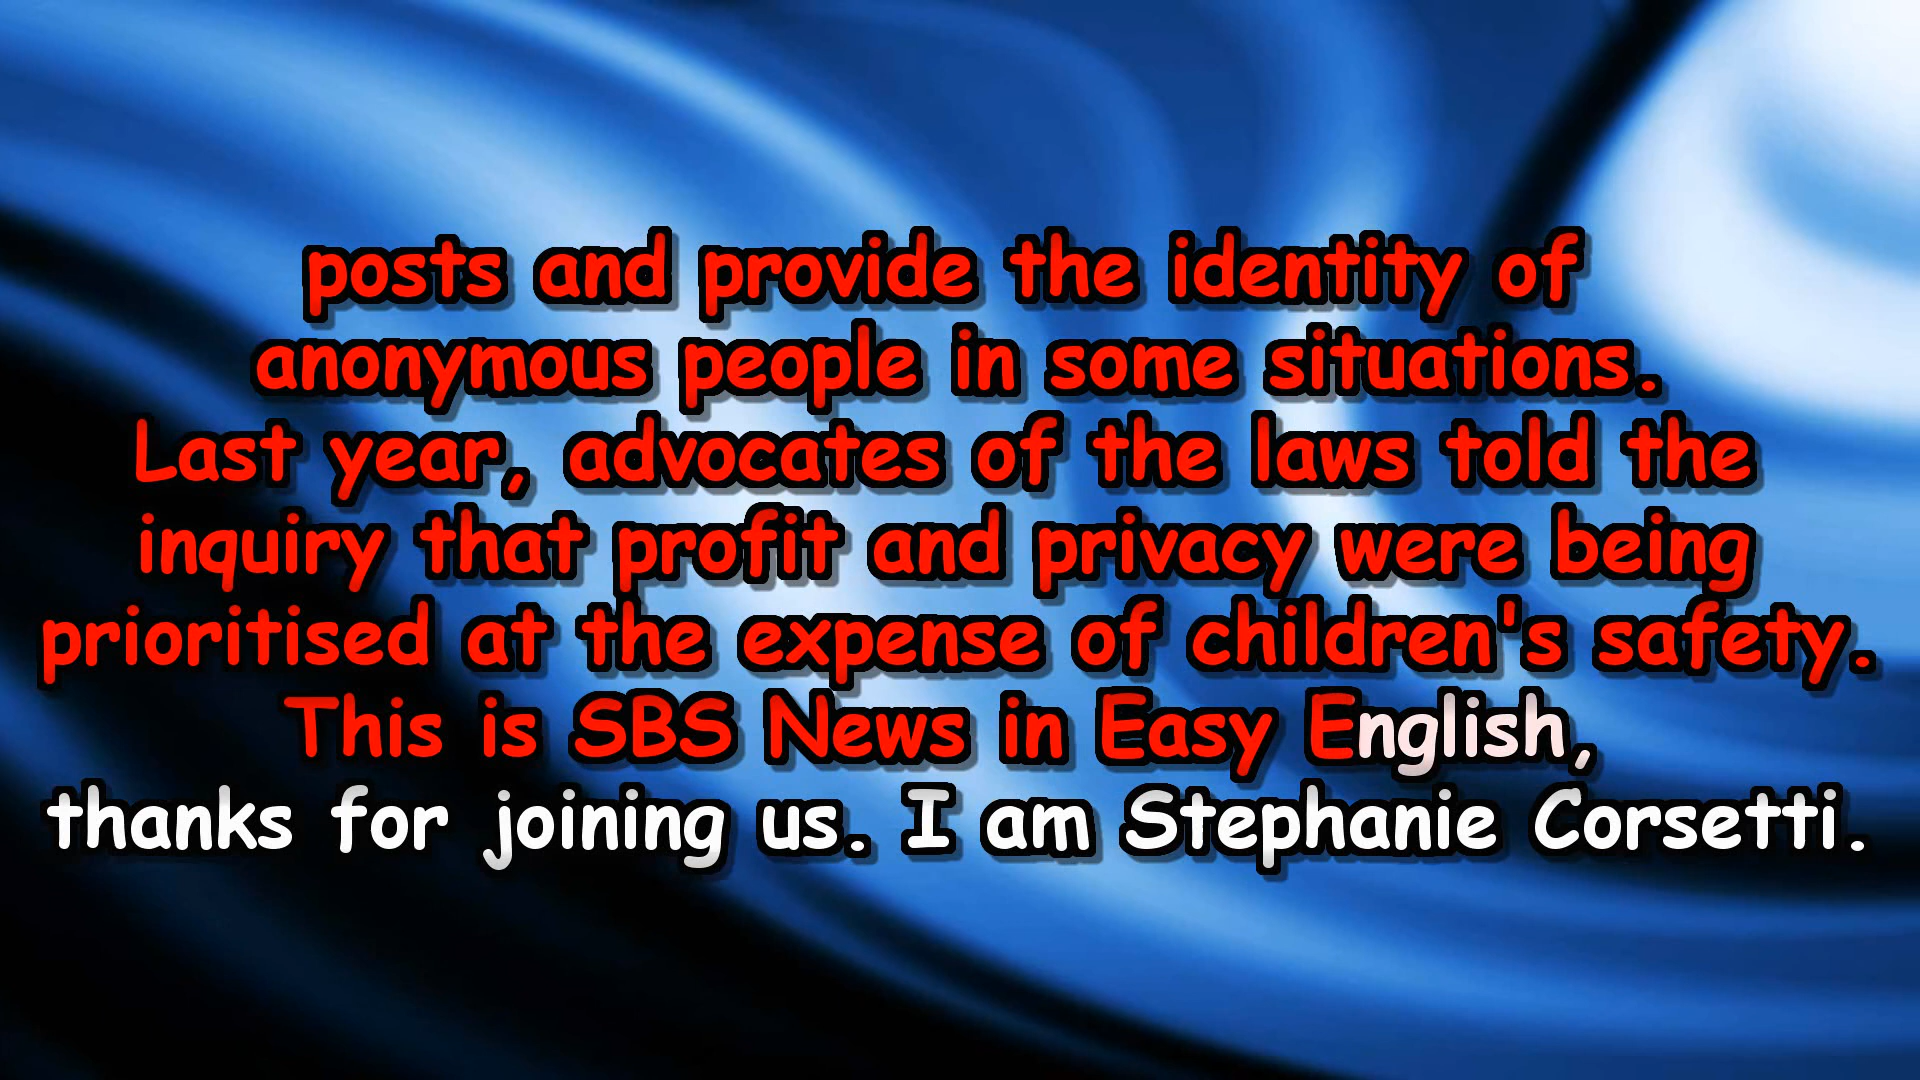 posts and provide the identity of
anonymous people in some situations.
Last year, advocates of the laws told the
inquiry that profit and privacy were being
prioritised at the expense of children's safety.
This is SBS News in Easy English,
thanks for joining us. I am Stephanie Corsetti.